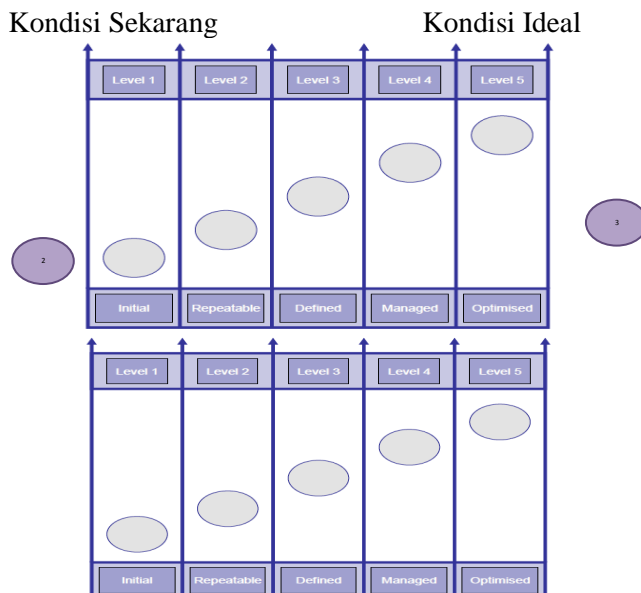 Kondisi Sekarang Kondisi Ideal
Level 1 Level 2 Level 3 Level 4 Level 5
3
2
Initial Repeatable Defined Managed Optimised
Level 1 Level 2 Level 3 Level 4 Level 5
Initial Repeatable Defined Managed Optimised